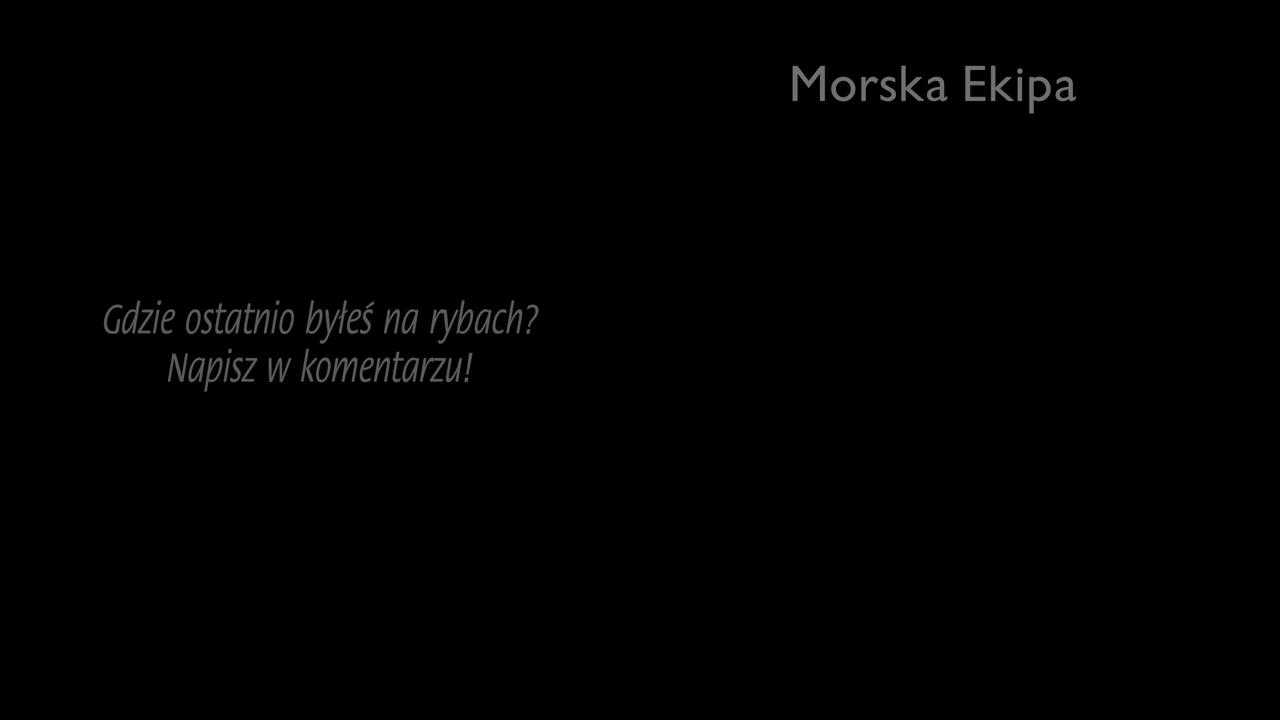 Morska Ekipa
Gdzie ostatnio byłeś na rybach?
Napisz w komentarzu!